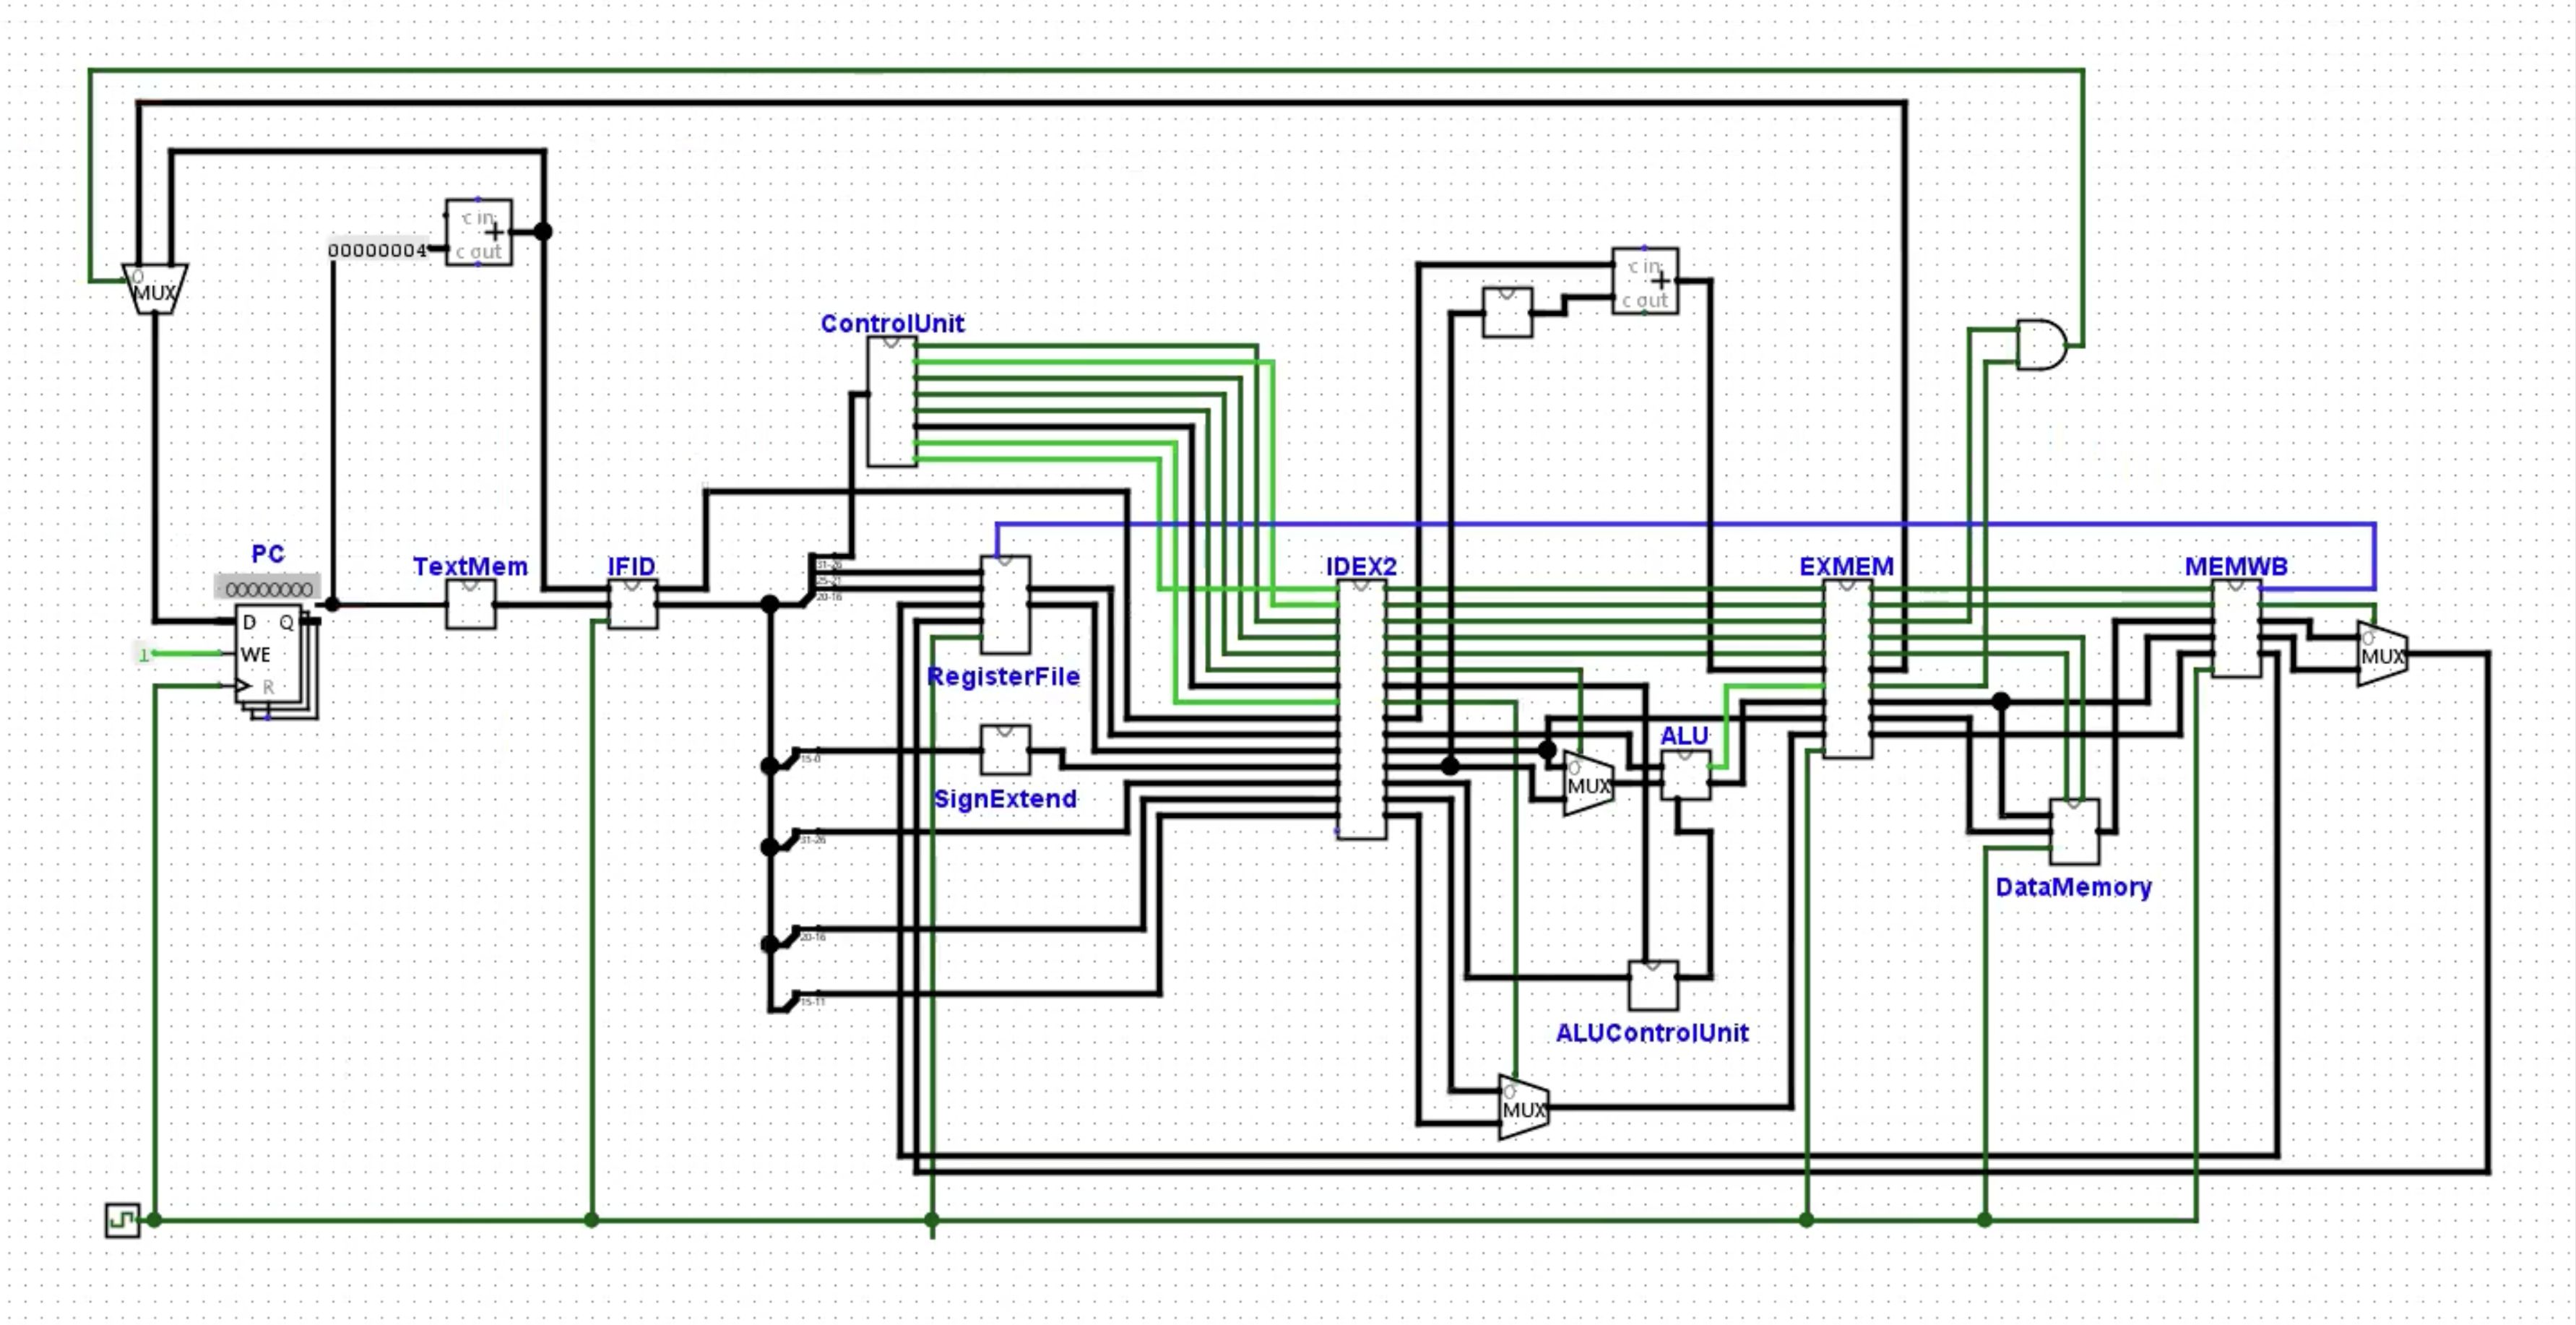 c in
+
00000004
c out
0
MUX
c in
+
c out
ControlUnit
PC
00000000
D Q
1
WE
R
TextMem
IFID
31-26
25-21
20-16
RegisterFile
IDEX2
EXMEM
MEMWB
0
MUX
15-0
SignExtend
0
MUX
ALU
31-26
DataMemory
20-16
15-11
ALUControlUnit
0
MUX